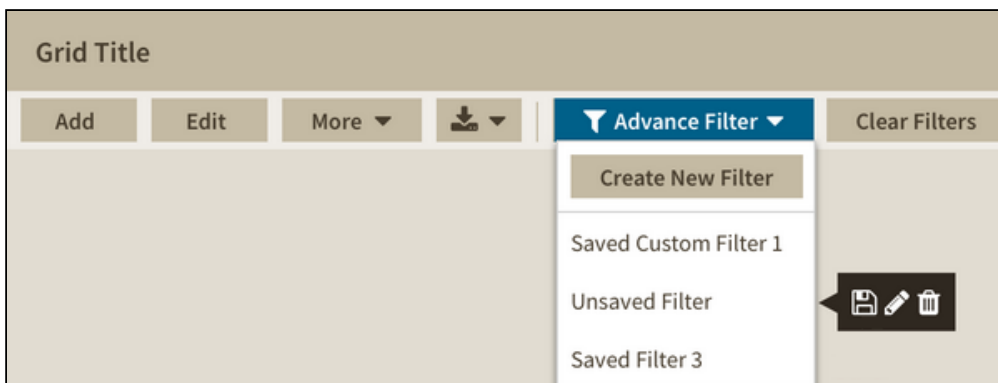 Grid Title
Add Edit More Advance Filter Clear Filters
Create New Filter
Saved Custom Filter 1
Unsaved Filter
Saved Filter 3